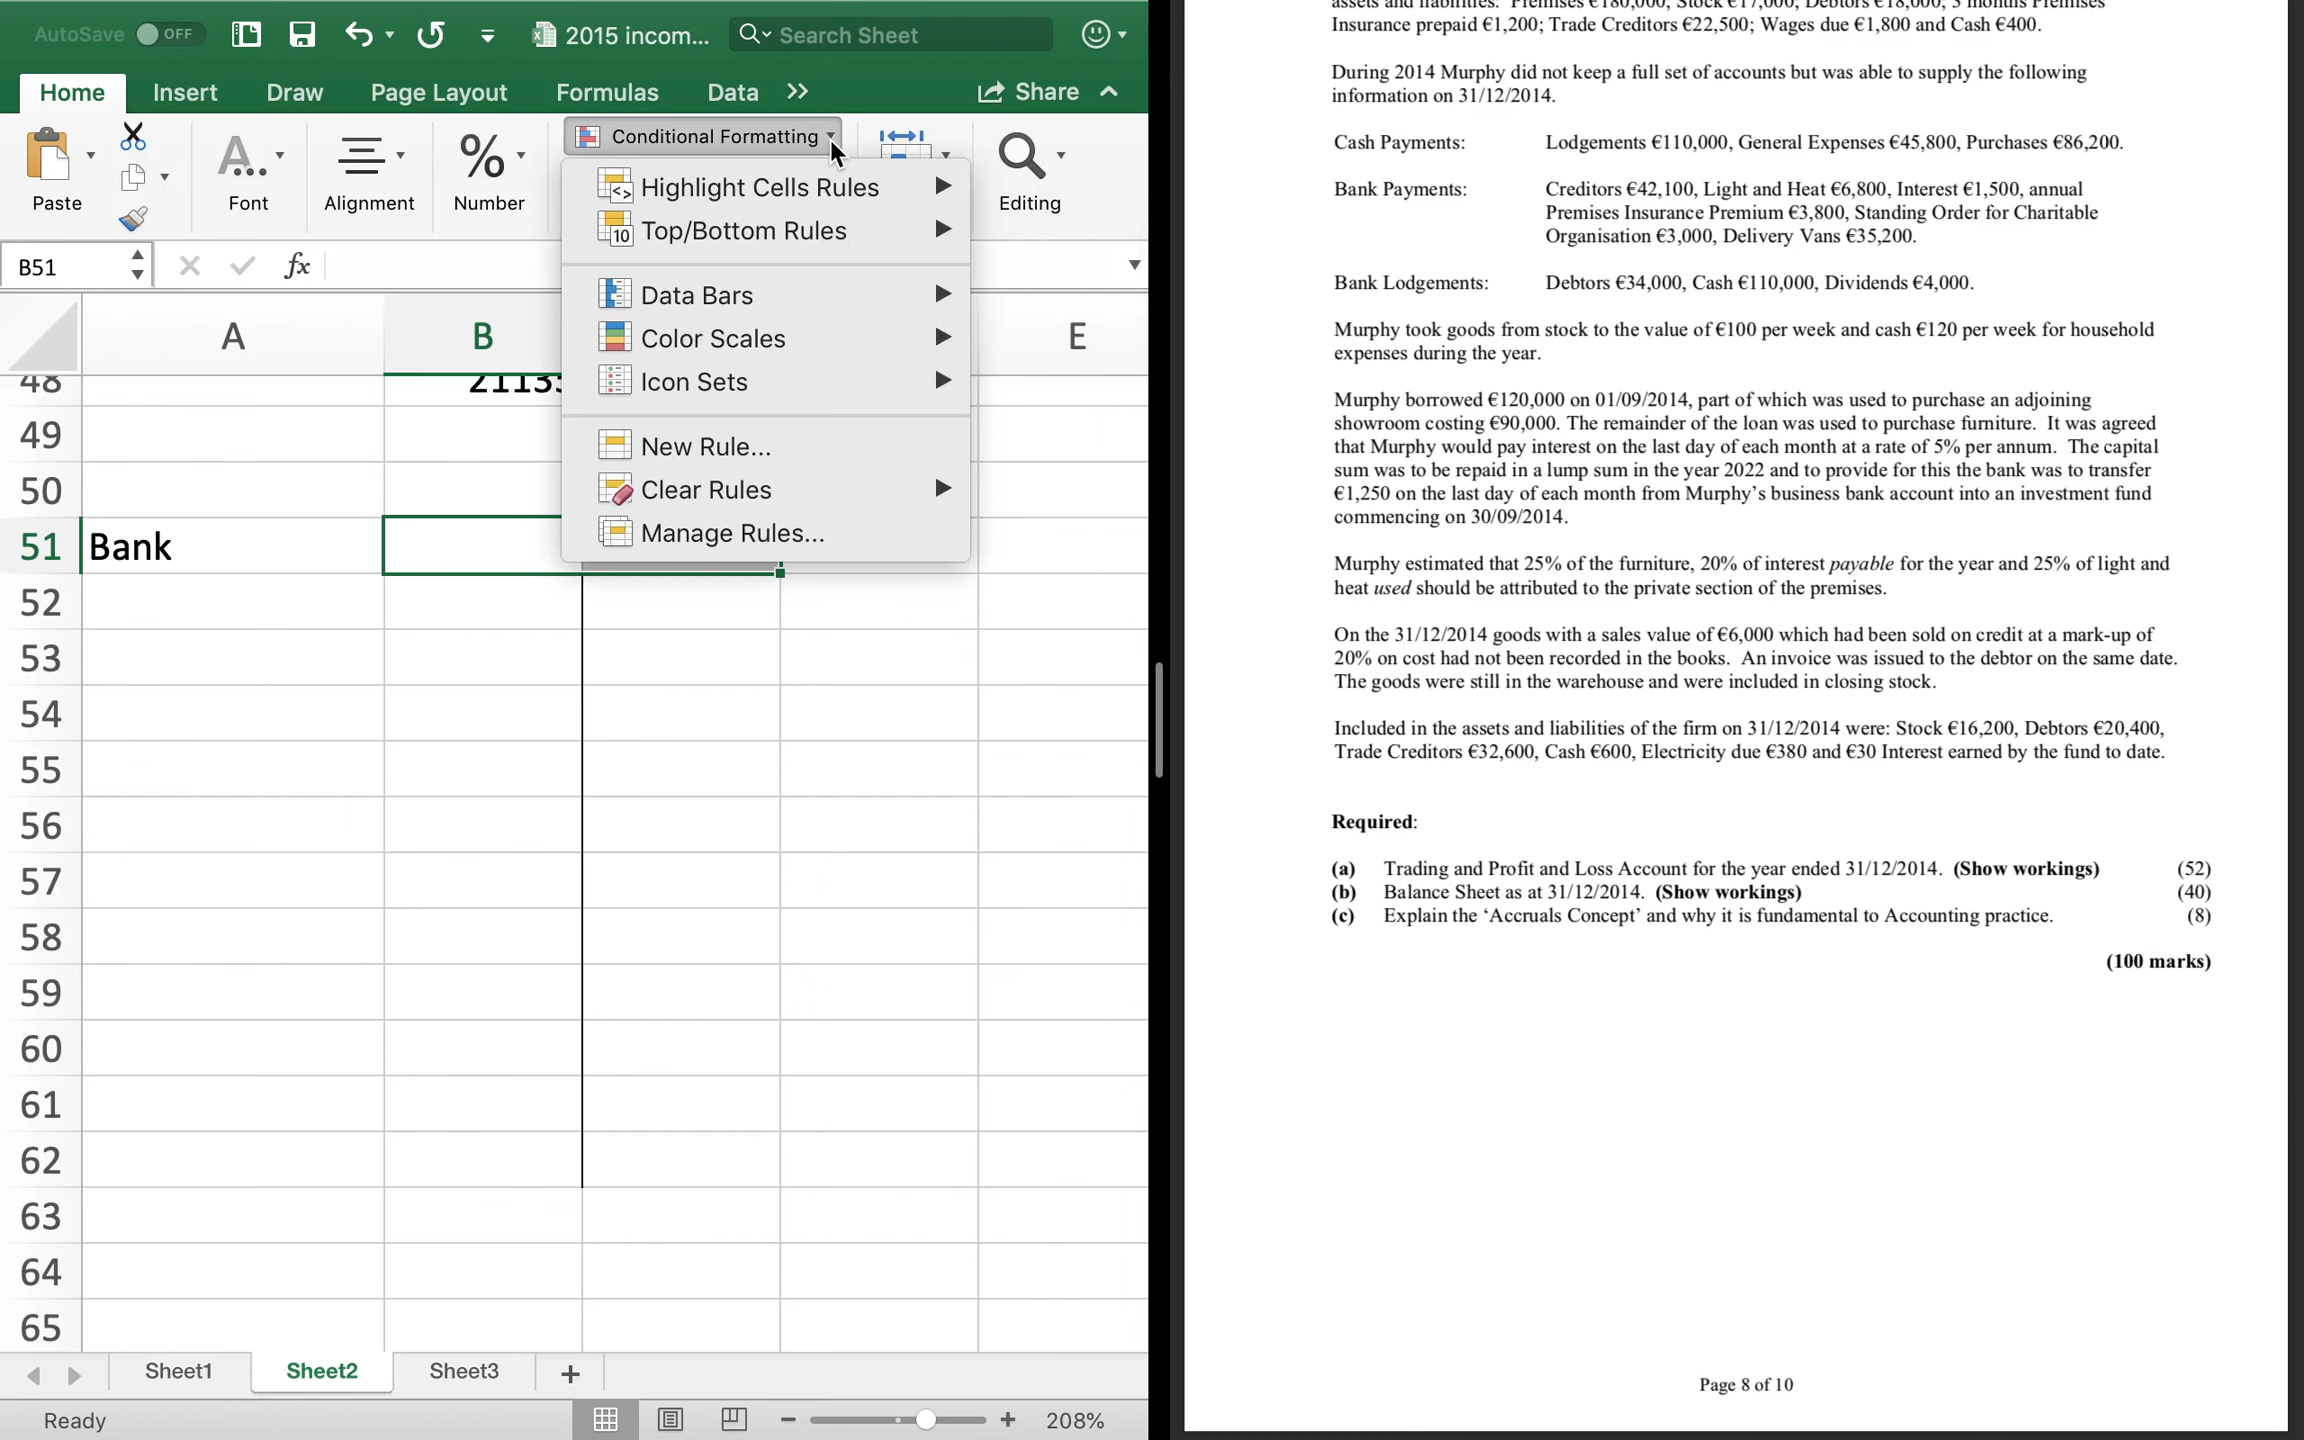 AutoSave OFF 2015 incom... Search Sheet
Home Insert Draw Page Layout Formulas Data Share
Paste Font Alignment Number Conditional Formatting Editing
Highlight Cells Rules
Top/Bottom Rules
Data Bars
Color Scales
Icon Sets
New Rule...
Clear Rules
Manage Rules...
B51 fx
A B E
48
49
50
51 Bank
52
53
54
55
56
57
58
59
60
61
62
63
64
65
Sheet1 Sheet2 Sheet3 +
Ready 208%
assets and liabilities: Premises €180,000; Stock €17,000; Debtors €18,000; 3 months Premises
Insurance prepaid €1,200; Trade Creditors €22,500; Wages due €1,800 and Cash €400.
During 2014 Murphy did not keep a full set of accounts but was able to supply the following
information on 31/12/2014.
Cash Payments: Lodgements €110,000, General Expenses €45,800, Purchases €86,200.
Bank Payments: Creditors €42,100, Light and Heat €6,800, Interest €1,500, annual
Premises Insurance Premium €3,800, Standing Order for Charitable
Organisation €3,000, Delivery Vans €35,200.
Bank Lodgements: Debtors €34,000, Cash €110,000, Dividends €4,000.
Murphy took goods from stock to the value of €100 per week and cash €120 per week for household
expenses during the year.
Murphy borrowed €120,000 on 01/09/2014, part of which was used to purchase an adjoining
showroom costing €90,000. The remainder of the loan was used to purchase furniture. It was agreed
that Murphy would pay interest on the last day of each month at a rate of 5% per annum. The capital
sum was to be repaid in a lump sum in the year 2022 and to provide for this the bank was to transfer
€1,250 on the last day of each month from Murphy’s business bank account into an investment fund
commencing on 30/09/2014.
Murphy estimated that 25% of the furniture, 20% of interest payable for the year and 25% of light and
heat used should be attributed to the private section of the premises.
On the 31/12/2014 goods with a sales value of €6,000 which had been sold on credit at a mark-up of
20% on cost had not been recorded in the books. An invoice was issued to the debtor on the same date.
The goods were still in the warehouse and were included in closing stock.
Included in the assets and liabilities of the firm on 31/12/2014 were: Stock €16,200, Debtors €20,400,
Trade Creditors €32,600, Cash €600, Electricity due €380 and €30 Interest earned by the fund to date.
Required:
(a) Trading and Profit and Loss Account for the year ended 31/12/2014. (Show workings) (52)
(b) Balance Sheet as at 31/12/2014. (Show workings) (40)
(c) Explain the ‘Accruals Concept’ and why it is fundamental to Accounting practice. (8)
(100 marks)
Page 8 of 10